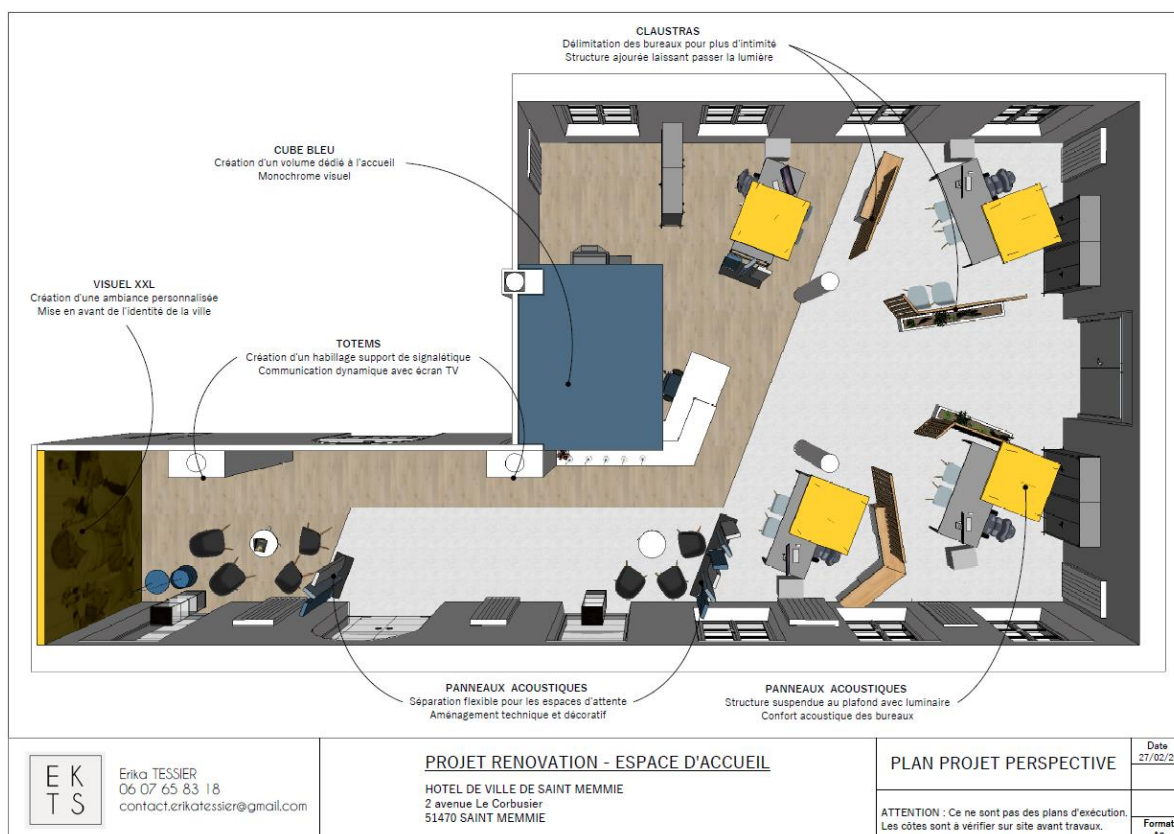 CLAUSTRAS
Délimitation des bureaux pour plus d'intimité
Structure ajourée laissant passer la lumière
CUBE BLEU
Création d'un volume dédié à l'accueil
Monochrome visuel
VISUEL XXL
Création d'une ambiance personnalisée
Mise en avant de l'identité de la ville
TOTEMS
Création d'un habillage support de signalétique
Communication dynamique avec écran TV
PANNEAUX ACOUSTIQUES
Séparation flexible pour les espaces d'attente
Aménagement technique et décoratif
PANNEAUX ACOUSTIQUES
Structure suspendue au plafond avec luminaire
Confort acoustique des bureaux
E K
T S
Erika TESSIER
06 07 65 83 18
contact.erikatessier@gmail.com
PROJET RENOVATION - ESPACE D'ACCUEIL
HOTEL DE VILLE DE SAINT MEMMIE
2 avenue Le Corbusier
51470 SAINT MEMMIE
PLAN PROJET PERSPECTIVE
ATTENTION : Ce ne sont pas des plans d'exécution.
Les côtes sont à vérifier sur site avant travaux.
Date
27/02/2
Format